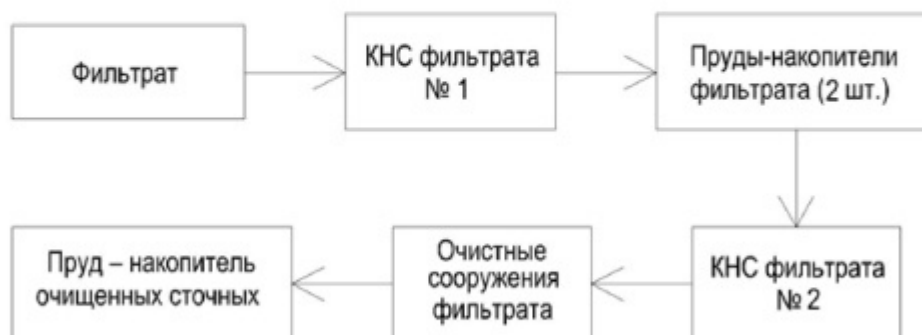 Фильтрат
КНС фильтрата
№ 1
Пруды-накопители
фильтрата (2 шт.)
КНС фильтрата
№ 2
Очистные
сооружения
фильтрата
Пруд – накопитель
очищенных сточных